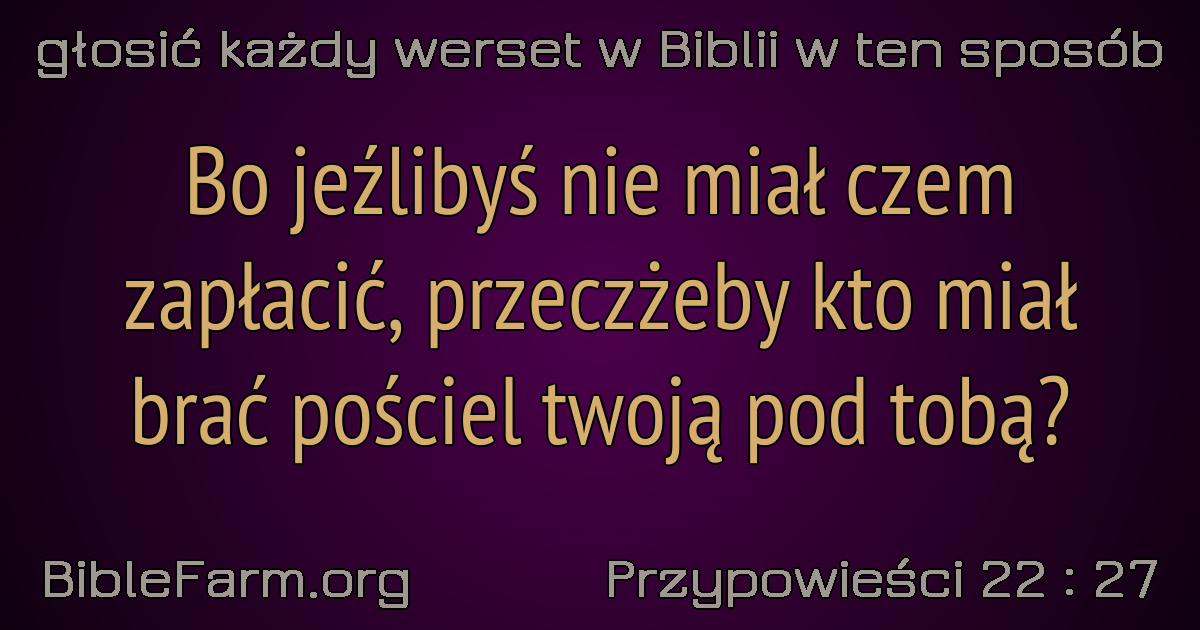 głosić każdy werset w Biblii w ten sposób
Bo jeźlibyś nie miał czem
zapłacić, przeczżeby kto miał
brać pościel twoją pod tobą?
BibleFarm.org
Przypowieści 22 : 27